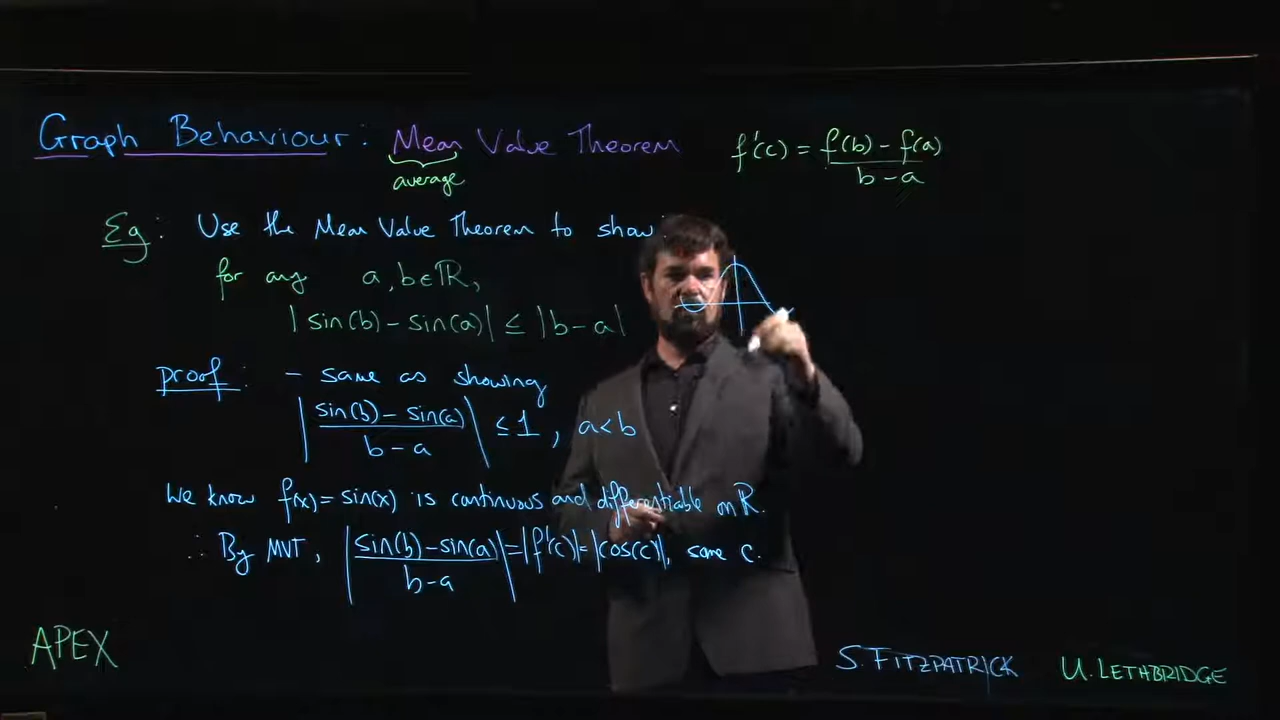 Graph Behaviour: Mean Value Theorem
average
f'(c) = f(b) - f(a) / b - a
Eg: Use the Mean Value Theorem to show:
for any a, b ∈ ℝ,
|sin(b) - sin(a)| ≤ |b - a|
proof: - same as showing
|sin(b) - sin(a) / b - a| ≤ 1, a < b
We know f(x) = sin(x) is continuous and differentiable on ℝ.
∴ By MVT, |sin(b) - sin(a) / b - a| = |f'(c)| = |cos(c)|, some c.
APEX
S. FITZPATRICK U. LETHBRIDGE